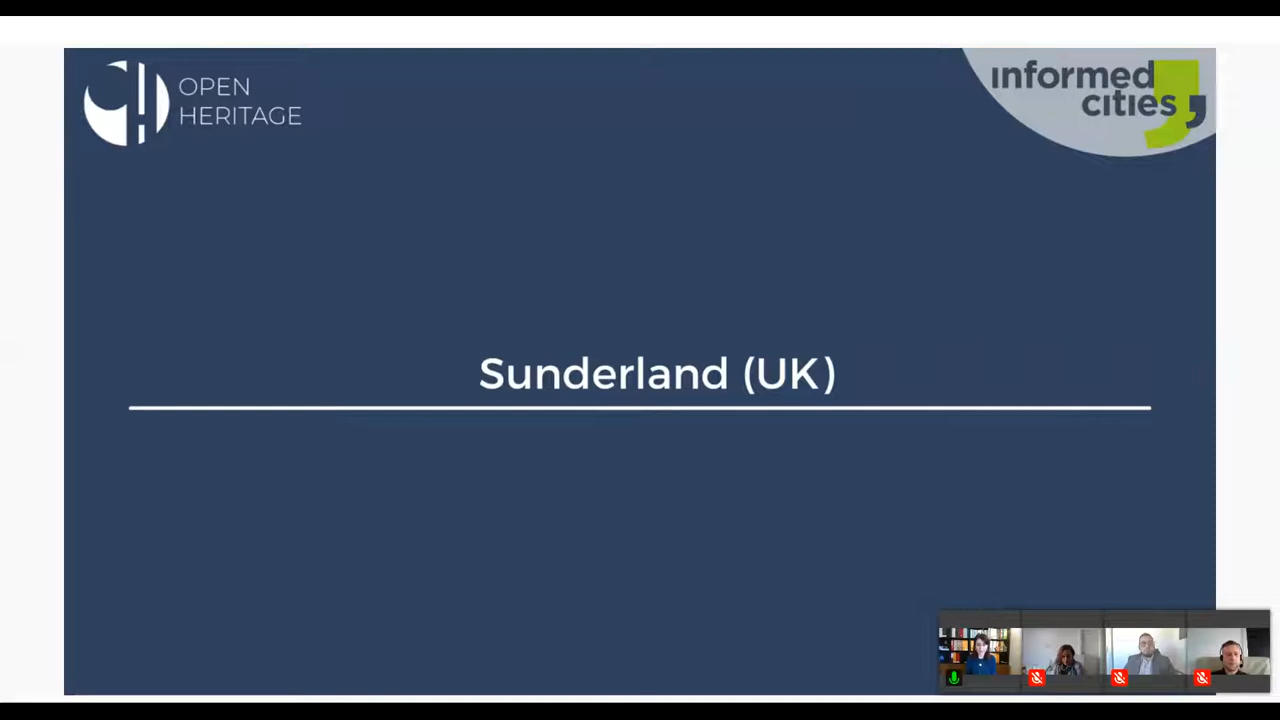 OPEN
HERITAGE
informed
cities
Sunderland (UK)